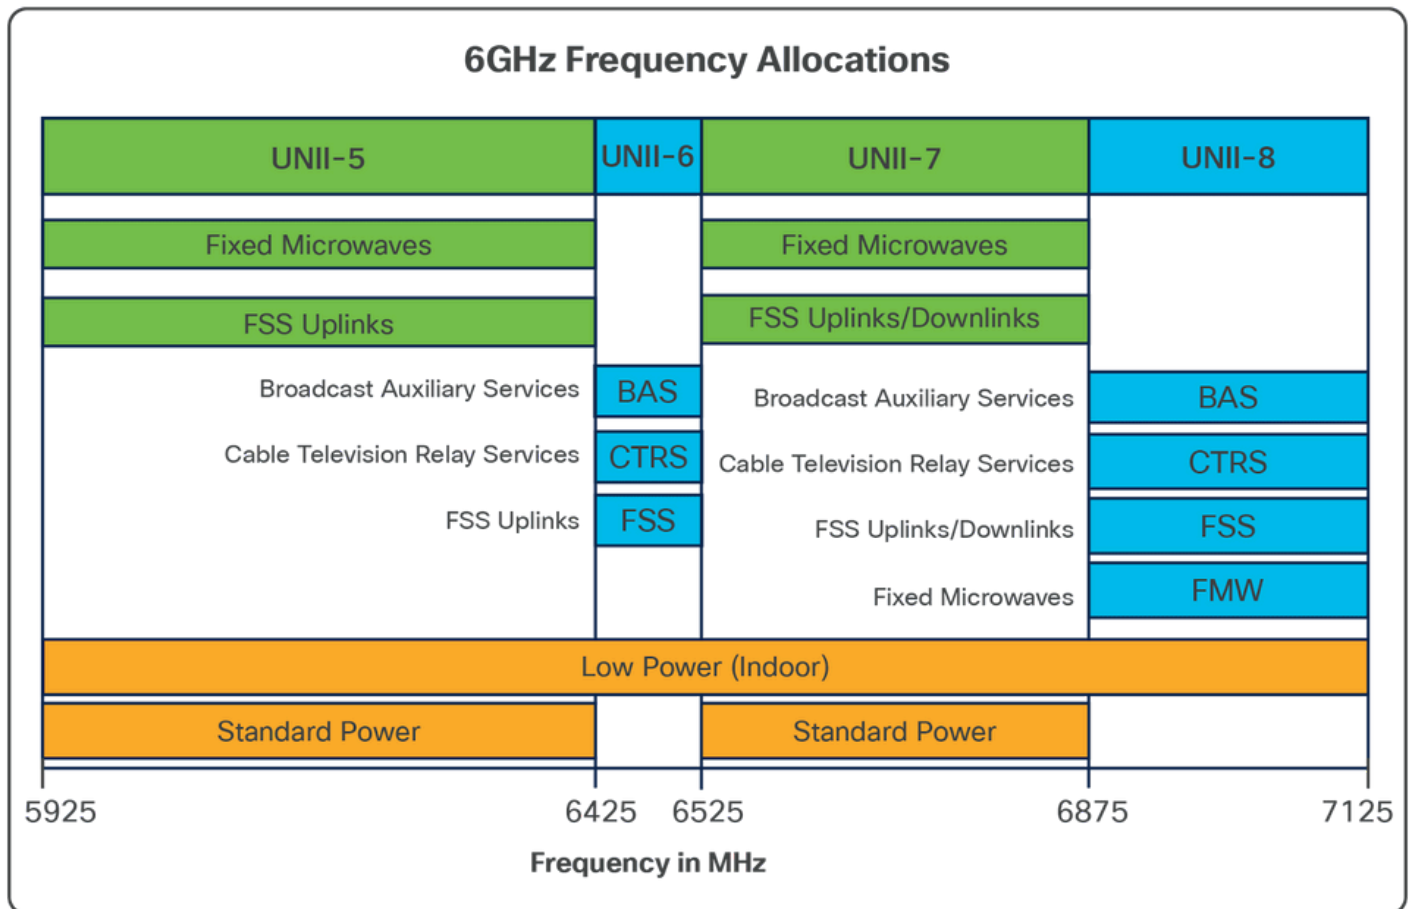 6GHz Frequency Allocations
UNII-5
UNII-6
UNII-7
UNII-8
Fixed Microwaves
Fixed Microwaves
FSS Uplinks
FSS Uplinks/Downlinks
Broadcast Auxiliary Services
BAS
Broadcast Auxiliary Services
BAS
Cable Television Relay Services
CTRS
Cable Television Relay Services
CTRS
FSS Uplinks
FSS
FSS Uplinks/Downlinks
FSS
Fixed Microwaves
FMW
Low Power (Indoor)
Standard Power
Standard Power
5925
6425
6525
6875
7125
Frequency in MHz